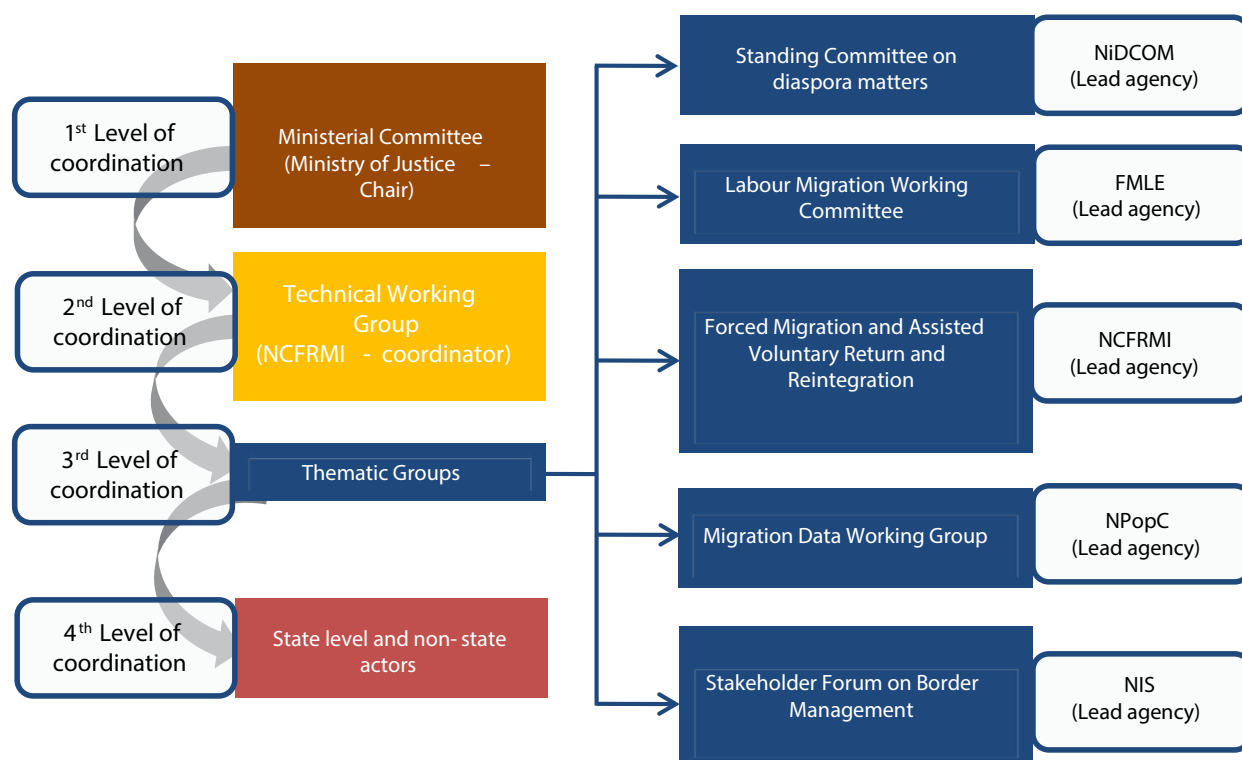 1st Level of
coordination
Ministerial Committee
(Ministry of Justice –
Chair)
2nd Level of
coordination
Technical Working
Group
(NCFRMI - coordinator)
3rd Level of
coordination
Thematic Groups
4th Level of
coordination
State level and non- state
actors
Standing Committee on
diaspora matters
NiDCOM
(Lead agency)
Labour Migration Working
Committee
FMLE
(Lead agency)
Forced Migration and Assisted
Voluntary Return and
Reintegration
NCFRMI
(Lead agency)
Migration Data Working Group
NPopC
(Lead agency)
Stakeholder Forum on Border
Management
NIS
(Lead agency)